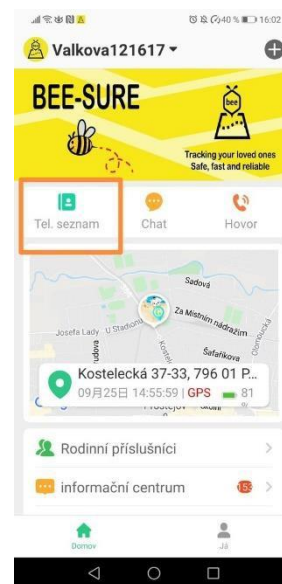 40 % 16:02
Valkova121617
BEE-SURE
bee
Tracking your loved ones
Safe, fast and reliable
Tel. seznam
Chat
Hovor
Sadová
Za Místním nádražím
Josefa Lady
U Stadionu
Šafaříkova
Olomoucká
Kostelecká 37-33, 796 01 P...
09月25日 14:55:59 | GPS 81
Rodinní příslušníci
informační centrum
153
Domov
Já